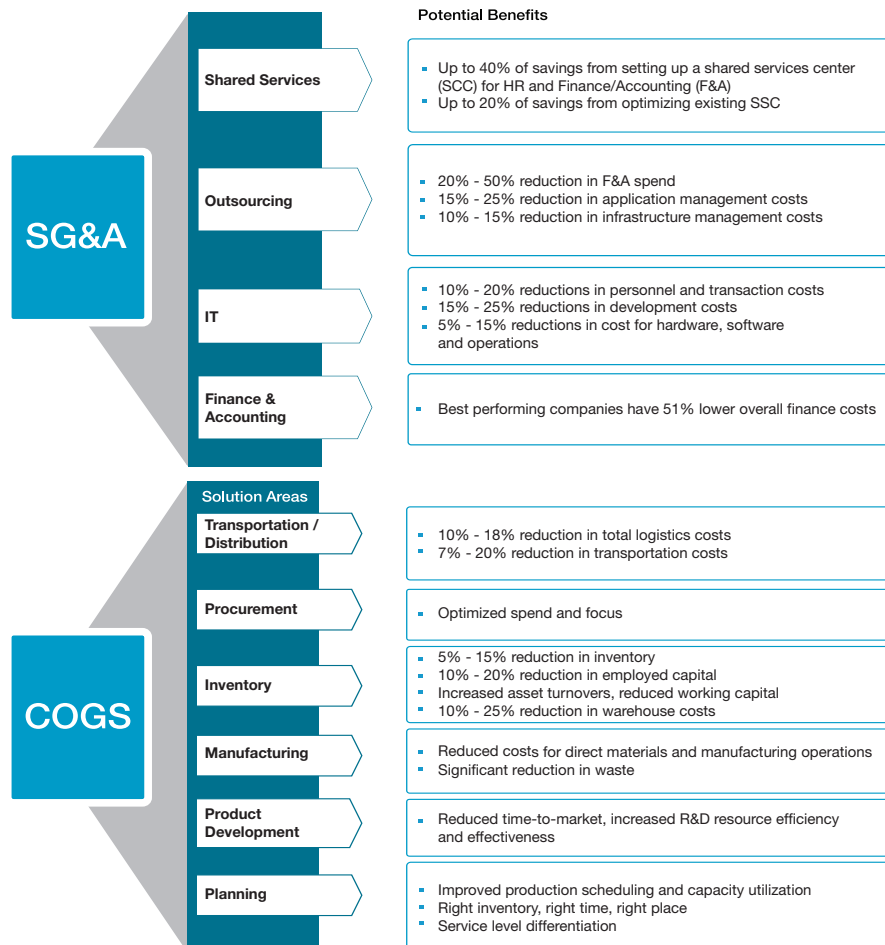 Potential Benefits
SG&A
Shared Services
Up to 40% of savings from setting up a shared services center
(SCC) for HR and Finance/Accounting (F&A)
Up to 20% of savings from optimizing existing SSC
Outsourcing
20% - 50% reduction in F&A spend
15% - 25% reduction in application management costs
10% - 15% reduction in infrastructure management costs
IT
10% - 20% reductions in personnel and transaction costs
15% - 25% reductions in development costs
5% - 15% reductions in cost for hardware, software
and operations
Finance &
Accounting
Best performing companies have 51% lower overall finance costs
COGS
Solution Areas
Transportation /
Distribution
10% - 18% reduction in total logistics costs
7% - 20% reduction in transportation costs
Procurement
Optimized spend and focus
Inventory
5% - 15% reduction in inventory
10% - 20% reduction in employed capital
Increased asset turnovers, reduced working capital
10% - 25% reduction in warehouse costs
Manufacturing
Reduced costs for direct materials and manufacturing operations
Significant reduction in waste
Product
Development
Reduced time-to-market, increased R&D resource efficiency
and effectiveness
Planning
Improved production scheduling and capacity utilization
Right inventory, right time, right place
Service level differentiation